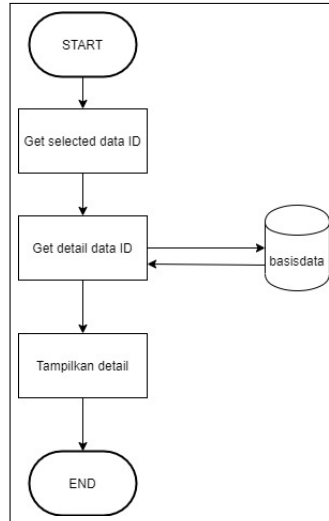 START
Get selected data ID
Get detail data ID
basisdata
Tampilkan detail
END